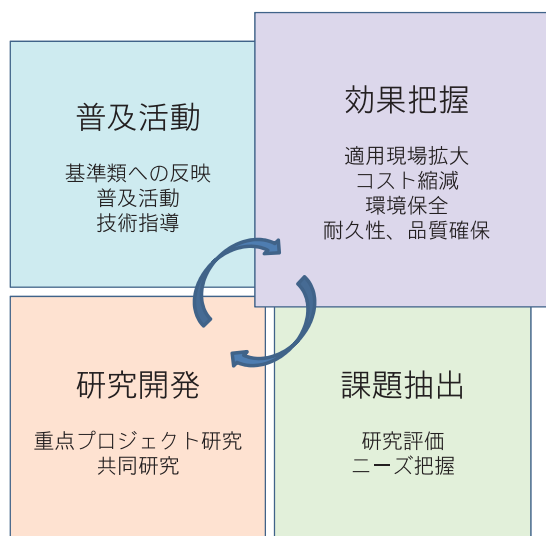 普及活動
基準類への反映
普及活動
技術指導
効果把握
適用現場拡大
コスト縮減
環境保全
耐久性、品質確保
研究開発
重点プロジェクト研究
共同研究
課題抽出
研究評価
ニーズ把握